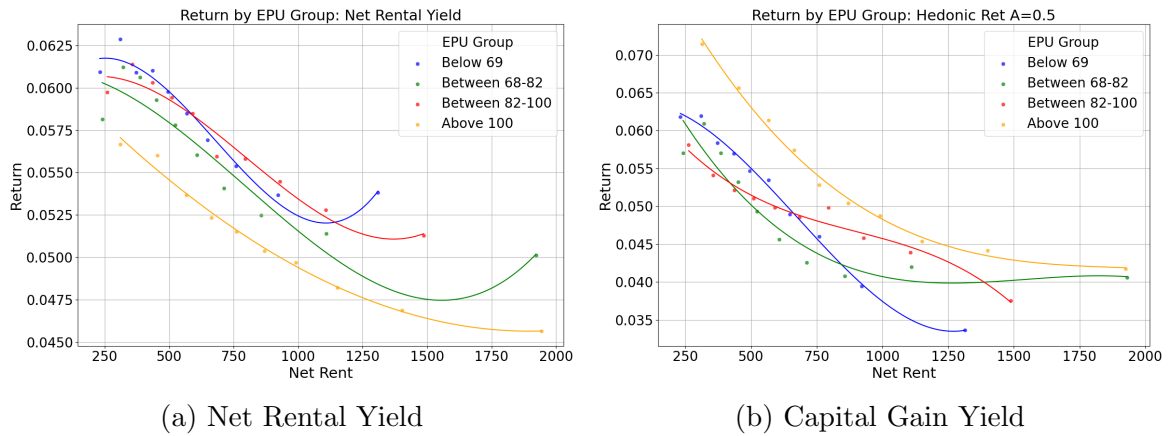 Return by EPU Group: Net Rental Yield
Return
0.0625
0.0600
0.0575
0.0550
0.0525
0.0500
0.0475
0.0450
EPU Group
Below 69
Between 68-82
Between 82-100
Above 100
250 500 750 1000 1250 1500 1750 2000
Net Rent
(a) Net Rental Yield
Return by EPU Group: Hedonic Ret A=0.5
Return
0.070
0.065
0.060
0.055
0.050
0.045
0.040
0.035
EPU Group
Below 69
Between 68-82
Between 82-100
Above 100
250 500 750 1000 1250 1500 1750 2000
Net Rent
(b) Capital Gain Yield